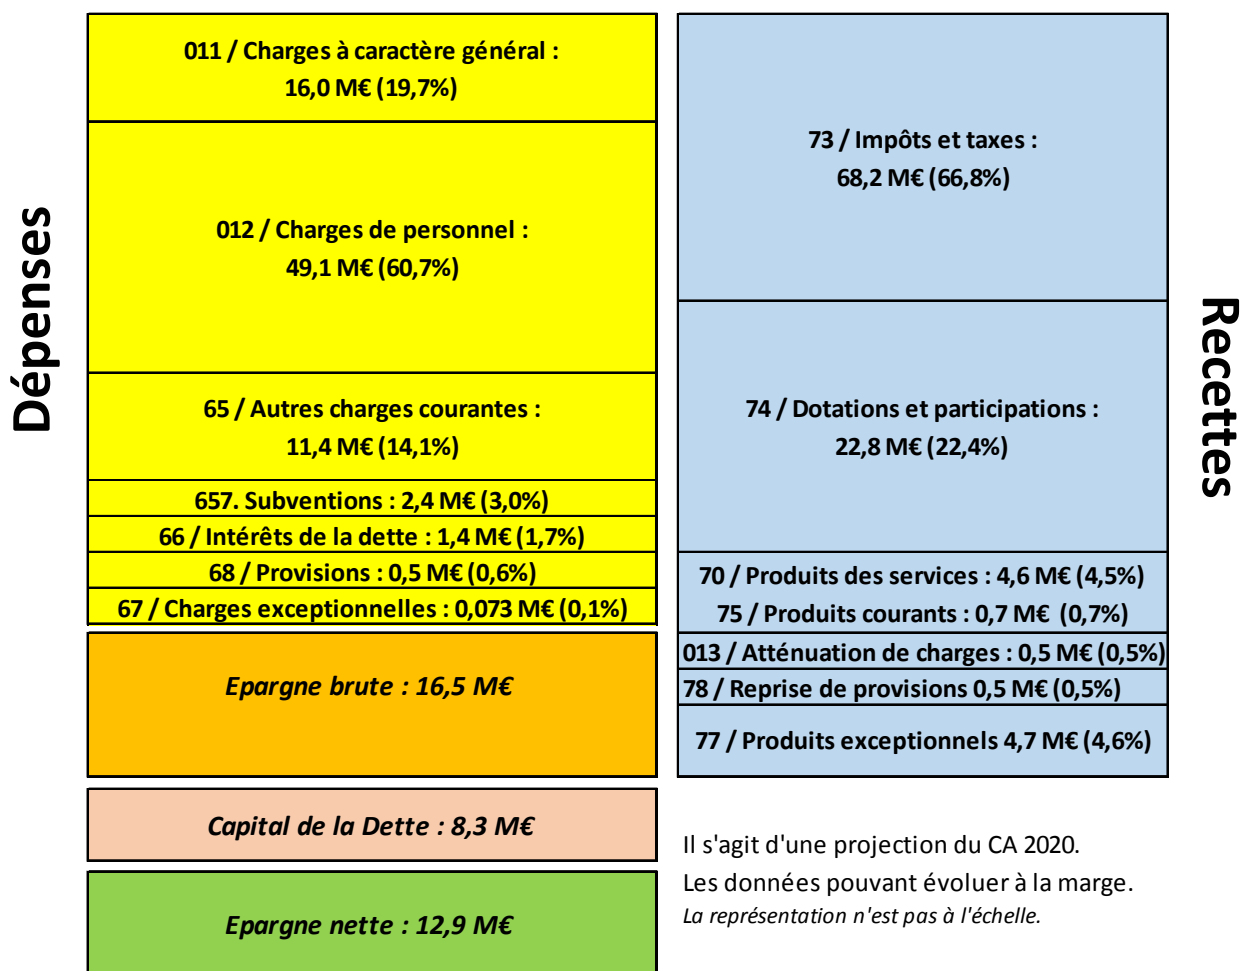 Dépenses
011 / Charges à caractère général :
16,0 M€ (19,7%)
012 / Charges de personnel :
49,1 M€ (60,7%)
65 / Autres charges courantes :
11,4 M€ (14,1%)
657. Subventions : 2,4 M€ (3,0%)
66 / Intérêts de la dette : 1,4 M€ (1,7%)
68 / Provisions : 0,5 M€ (0,6%)
67 / Charges exceptionnelles : 0,073 M€ (0,1%)
Epargne brute : 16,5 M€
Capital de la Dette : 8,3 M€
Epargne nette : 12,9 M€
73 / Impôts et taxes :
68,2 M€ (66,8%)
74 / Dotations et participations :
22,8 M€ (22,4%)
70 / Produits des services : 4,6 M€ (4,5%)
75 / Produits courants : 0,7 M€ (0,7%)
013 / Atténuation de charges : 0,5 M€ (0,5%)
78 / Reprise de provisions 0,5 M€ (0,5%)
77 / Produits exceptionnels 4,7 M€ (4,6%)
Recettes
Il s'agit d'une projection du CA 2020.
Les données pouvant évoluer à la marge.
La représentation n'est pas à l'échelle.